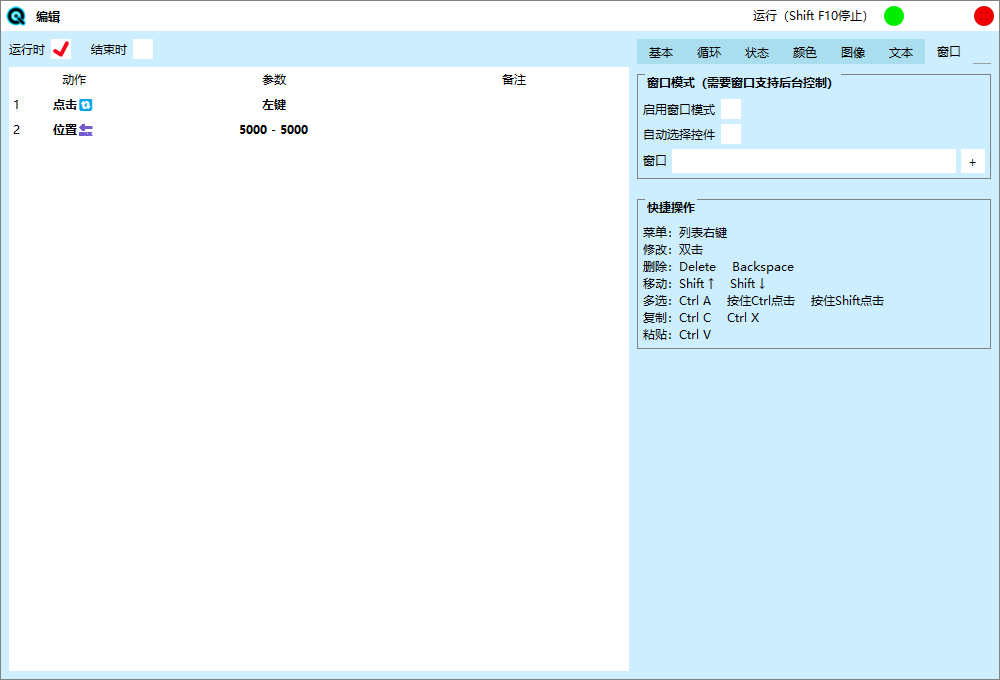 编辑
运行（Shift F10停止）
运行时 结束时
动作 参数 备注
1 点击 左键
2 位置 5000 - 5000
基本 循环 状态 颜色 图像 文本 窗口
窗口模式（需要窗口支持后台控制）
启用窗口模式
自动选择控件
窗口 +
快捷操作
菜单：列表右键
修改：双击
删除：Delete Backspace
移动：Shift↑ Shift↓
多选：Ctrl A 按住Ctrl点击 按住Shift点击
复制：Ctrl C Ctrl X
粘贴：Ctrl V